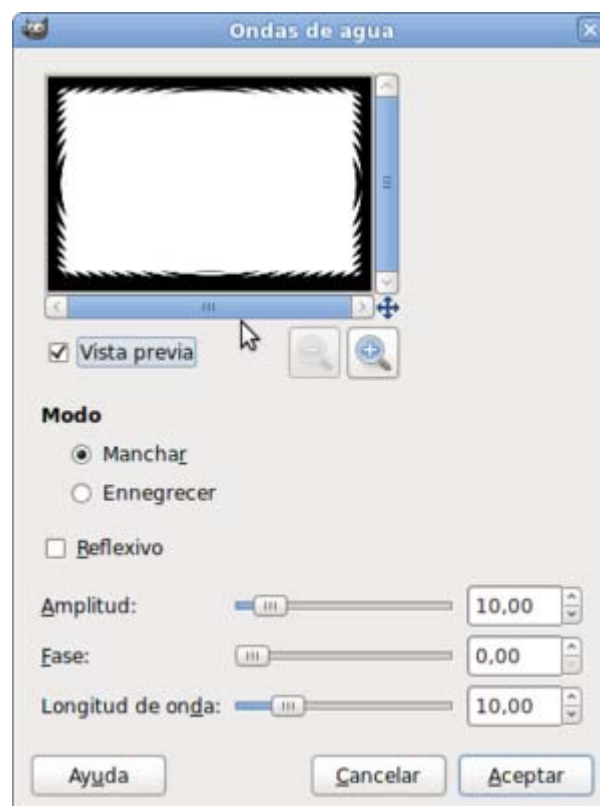 Ondas de agua
Vista previa
Modo
Manchar
Ennegrecer
Reflexivo
Amplitud: 10,00
Fase: 0,00
Longitud de onda: 10,00
Ayuda Cancelar Aceptar